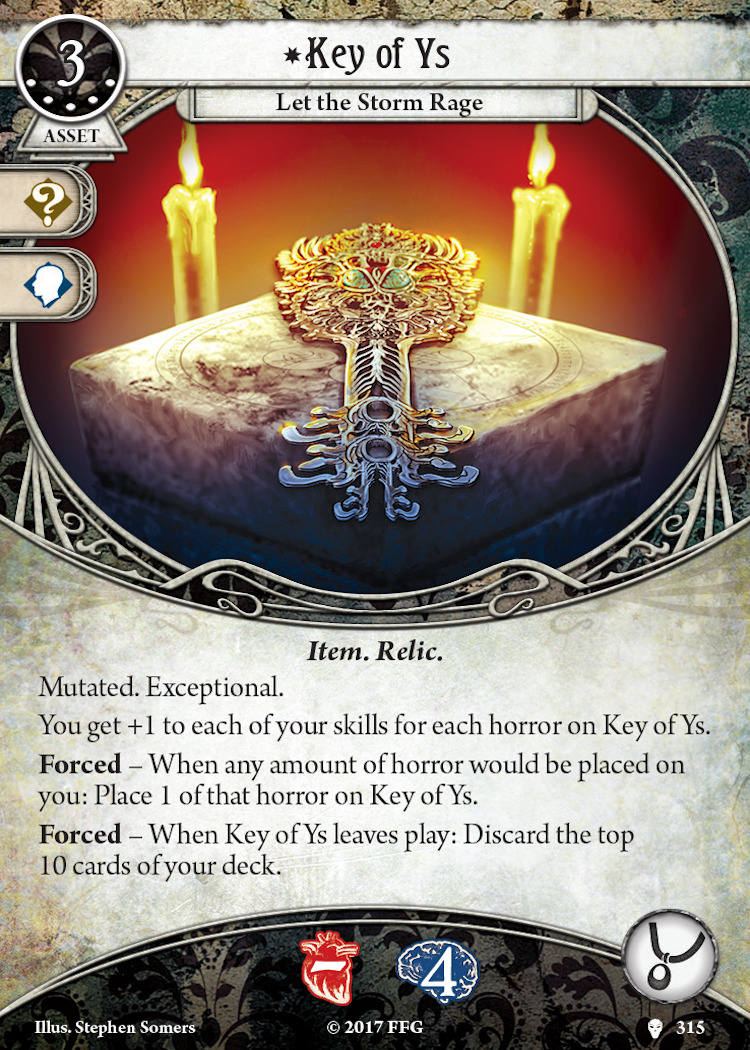 3
Key of Ys
Let the Storm Rage
ASSET
?
Item. Relic.
Mutated. Exceptional.
You get +1 to each of your skills for each horror on Key of Ys.
Forced – When any amount of horror would be placed on
you: Place 1 of that horror on Key of Ys.
Forced – When Key of Ys leaves play: Discard the top
10 cards of your deck.
–
4
Illus. Stephen Somers
© 2017 FFG
315